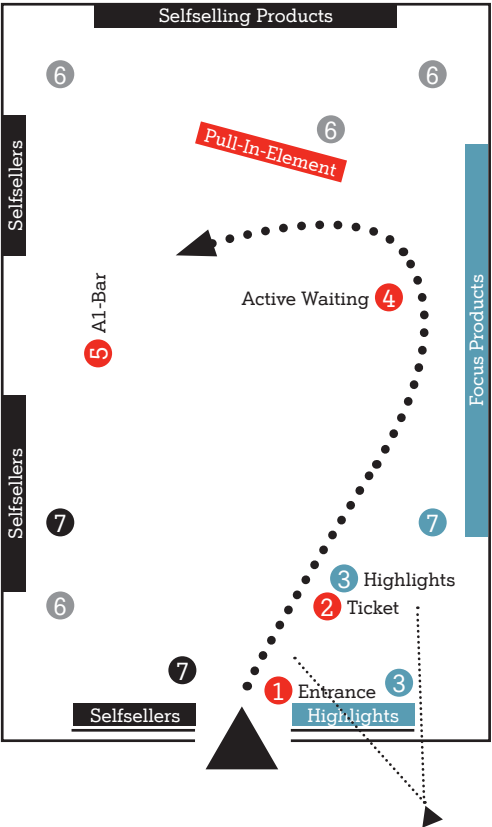 Selfselling Products
6
6
6
Pull-In-Element
Selfsellers
Focus Products
Active Waiting 4
5 A1-Bar
Selfsellers
7
7
3 Highlights
6
2 Ticket
7
3
1 Entrance
Selfsellers
Highlights